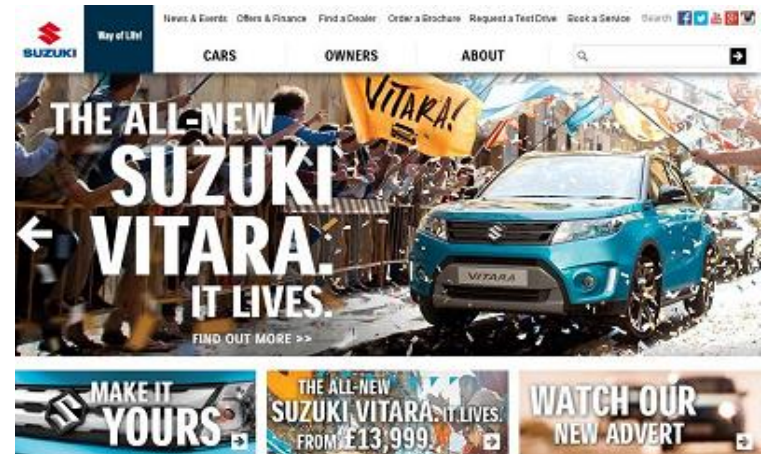 SUZUKI
Way of Life!
News & Events Offers & Finance Find a Dealer Order a Brochure Request a Test Drive Book a Service Search
CARS OWNERS ABOUT
THE ALL-NEW
SUZUKI
VITARA.
IT LIVES.
FIND OUT MORE >>
VITARA!
VITARA
MAKE IT
YOURS
THE ALL-NEW
SUZUKI VITARA. IT LIVES.
FROM £13,999.
WATCH OUR
NEW ADVERT